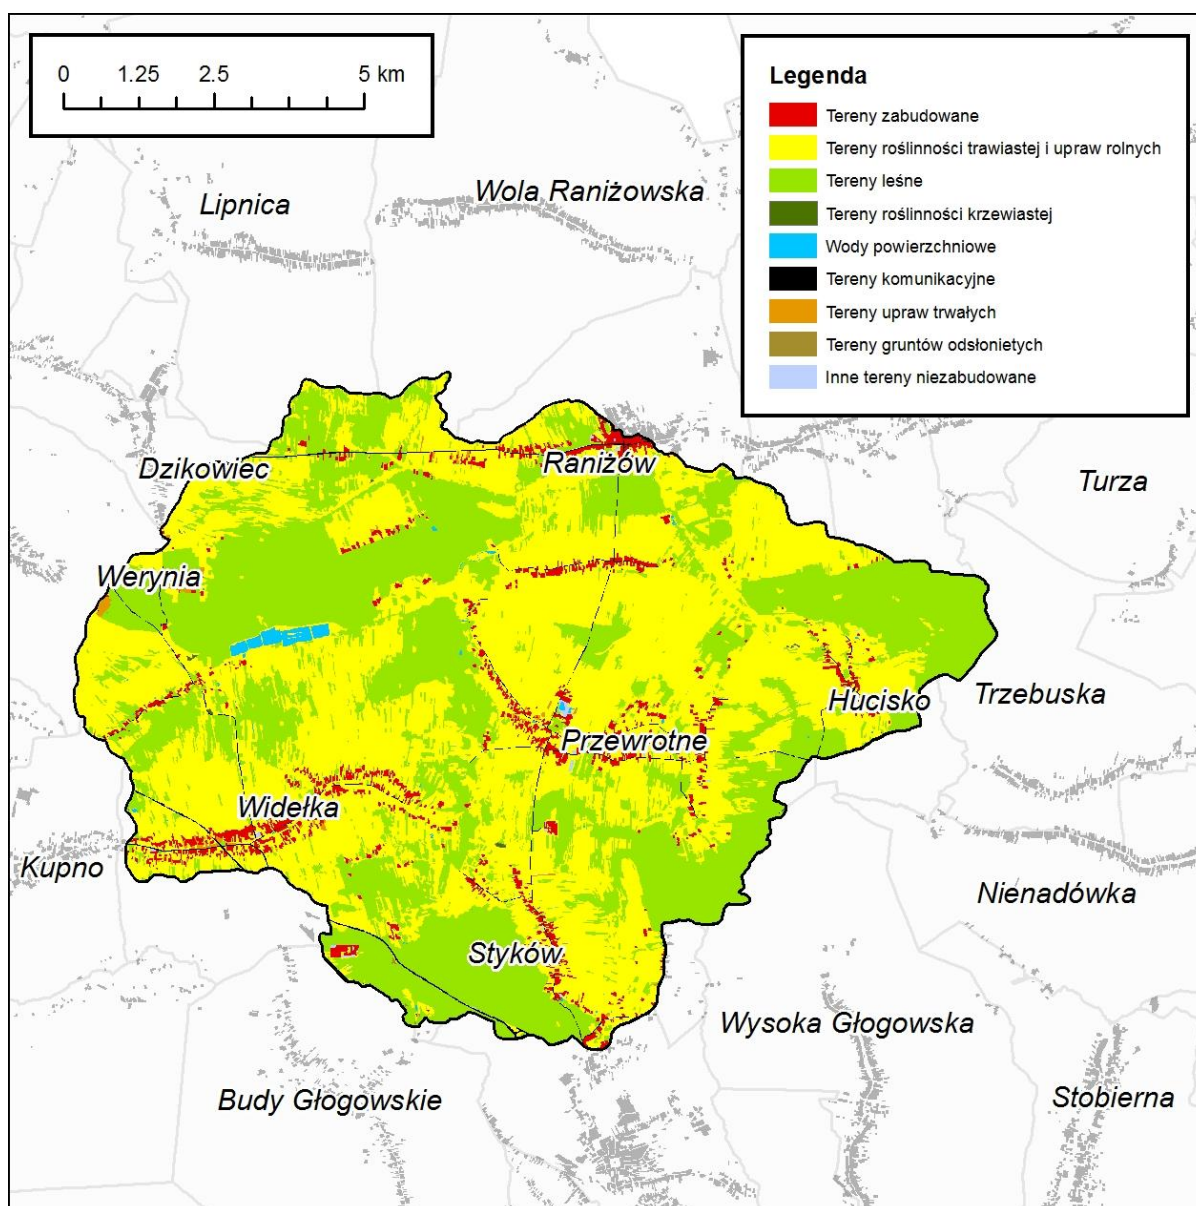 0 1.25 2.5 5 km
Legenda
Tereny zabudowane
Tereny roślinności trawiastej i upraw rolnych
Tereny leśne
Tereny roślinności krzewiastej
Wody powierzchniowe
Tereny komunikacyjne
Tereny upraw trwałych
Tereny gruntów odsłonietych
Inne tereny niezabudowane
Lipnica
Wola Raniżowska
Dzikowiec
Raniżów
Turza
Werynia
Hucisko
Trzebuska
Przewrotne
Widełka
Kupno
Nienadówka
Styków
Wysoka Głogowska
Budy Głogowskie
Stobierna